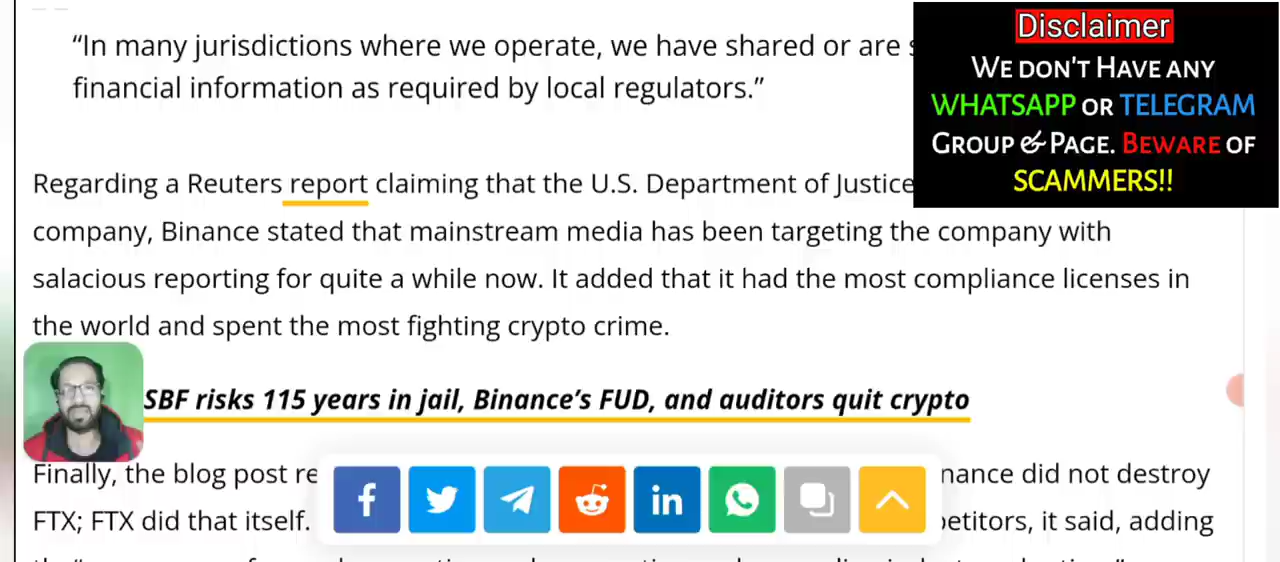 “In many jurisdictions where we operate, we have shared or are
financial information as required by local regulators.”
Disclaimer
WE DON'T HAVE ANY
WHATSAPP OR TELEGRAM
GROUP & PAGE. BEWARE OF
SCAMMERS!!
Regarding a Reuters report claiming that the U.S. Department of Justice
company, Binance stated that mainstream media has been targeting the company with
salacious reporting for quite a while now. It added that it had the most compliance licenses in
the world and spent the most fighting crypto crime.
SBF risks 115 years in jail, Binance’s FUD, and auditors quit crypto
Finally, the blog post did not destroy
FTX; FTX did that itself. it said, adding